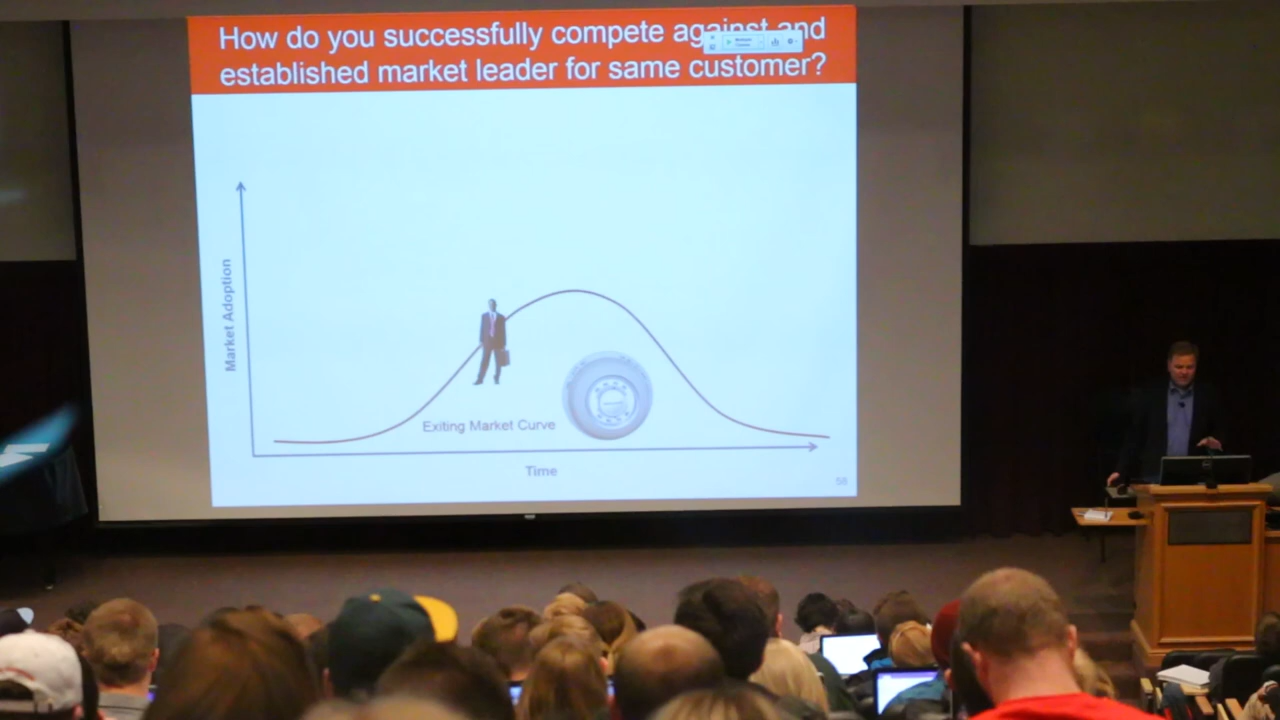 How do you successfully compete against and
established market leader for same customer?
Market Adoption
Exiting Market Curve
Time
56